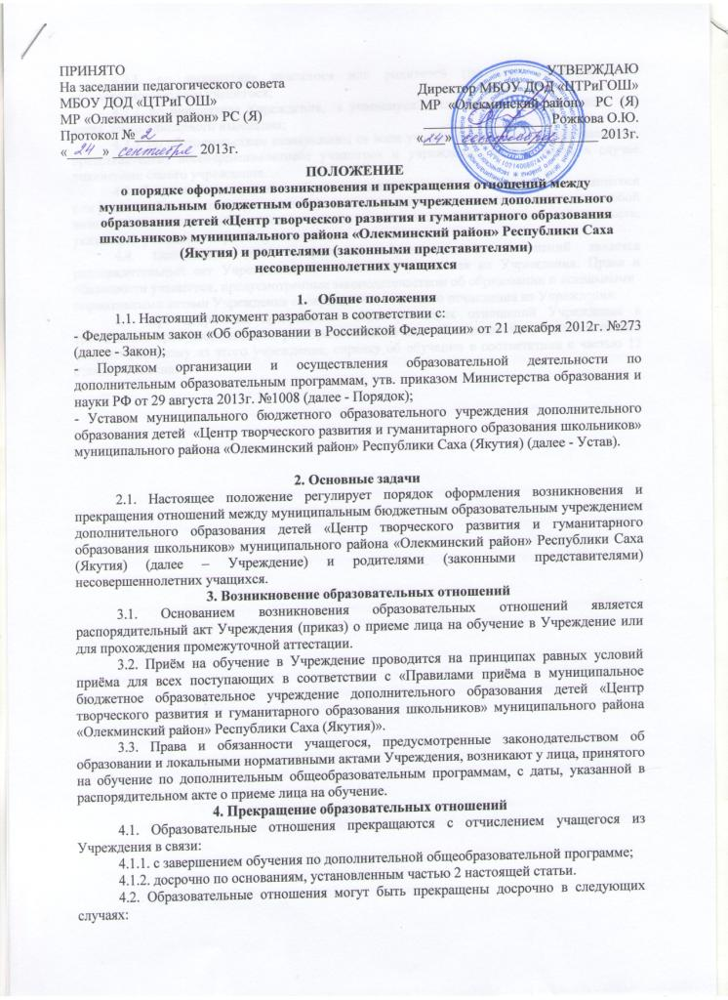 ПРИНЯТО
На заседании педагогического совета
МБОУ ДОД «ЦТРиГОШ»
МР «Олекминский район» РС (Я)
Протокол № 2
« 24 » сентября 2013г.
УТВЕРЖДАЮ
Директор МБОУ ДОД «ЦТРиГОШ»
МР «Олекминский район» РС (Я)
Рожкова О.Ю.
«24» 2013г.
ПОЛОЖЕНИЕ
о порядке оформления возникновения и прекращения отношений между
муниципальным бюджетным образовательным учреждением дополнительного
образования детей «Центр творческого развития и гуманитарного образования
школьников» муниципального района «Олекминский район» Республики Саха
(Якутия) и родителями (законными представителями)
несовершеннолетних учащихся
1. Общие положения
1.1. Настоящий документ разработан в соответствии с:
- Федеральным закон «Об образовании в Российской Федерации» от 21 декабря 2012г. №273
(далее - Закон);
- Порядком организации и осуществления образовательной деятельности по
дополнительным образовательным программам, утв. приказом Министерства образования и
науки РФ от 29 августа 2013г. №1008 (далее - Порядок);
- Уставом муниципального бюджетного образовательного учреждения дополнительного
образования детей «Центр творческого развития и гуманитарного образования школьников»
муниципального района «Олекминский район» Республики Саха (Якутия) (далее - Устав).
2. Основные задачи
2.1. Настоящее положение регулирует порядок оформления возникновения и
прекращения отношений между муниципальным бюджетным образовательным учреждением
дополнительного образования детей «Центр творческого развития и гуманитарного
образования школьников» муниципального района «Олекминский район» Республики Саха
(Якутия) (далее – Учреждение) и родителями (законными представителями)
несовершеннолетних учащихся.
3. Возникновение образовательных отношений
3.1. Основанием возникновения образовательных отношений является
распорядительный акт Учреждения (приказ) о приеме лица на обучение в Учреждение или
для прохождения промежуточной аттестации.
3.2. Приём на обучение в Учреждение проводится на принципах равных условий
приёма для всех поступающих в соответствии с «Правилами приёма в муниципальное
бюджетное образовательное учреждение дополнительного образования детей «Центр
творческого развития и гуманитарного образования школьников» муниципального района
«Олекминский район» Республики Саха (Якутия)».
3.3. Права и обязанности учащегося, предусмотренные законодательством об
образовании и локальными нормативными актами Учреждения, возникают у лица, принятого
на обучение по дополнительным общеобразовательным программам, с даты, указанной в
распорядительном акте о приеме лица на обучение.
4. Прекращение образовательных отношений
4.1. Образовательные отношения прекращаются с отчислением учащегося из
Учреждения в связи:
4.1.1. с завершением обучения по дополнительной общеобразовательной программе;
4.1.2. досрочно по основаниям, установленным частью 2 настоящей статьи.
4.2. Образовательные отношения могут быть прекращены досрочно в следующих
случаях: